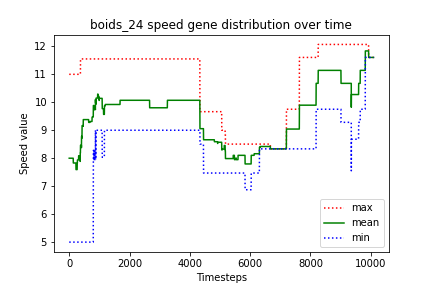 boids_24 speed gene distribution over time
Speed value
12
11
10
9
8
7
6
5
0
2000
4000
6000
8000
10000
Timesteps
max
mean
min